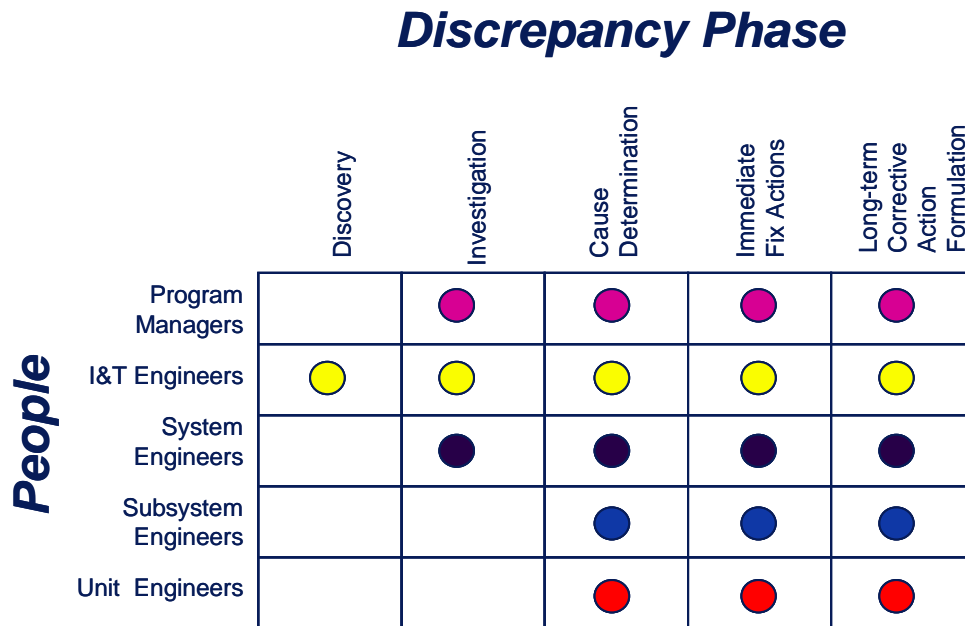 Discrepancy Phase
Discovery
Investigation
Cause
Determination
Immediate
Fix Actions
Long-term
Corrective
Action
Formulation
People
Program
Managers
I&T Engineers
System
Engineers
Subsystem
Engineers
Unit Engineers